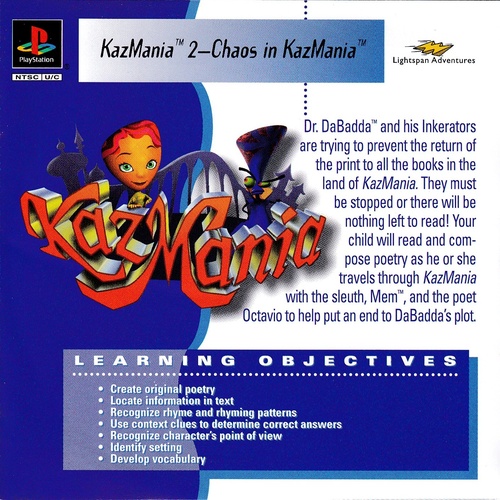 PlayStation
NTSC U/C
KazMania™ 2—Chaos in KazMania™
Lightspan Adventures
KazMania
Dr. DaBadda™ and his Inkerators
are trying to prevent the return of
the print to all the books in the
land of KazMania. They must
be stopped or there will be
nothing left to read! Your
child will read and com-
pose poetry as he or she
travels through KazMania
with the sleuth, Mem™, and the poet
Octavio to help put an end to DaBadda's plot.
LEARNING OBJECTIVES
• Create original poetry
• Locate information in text
• Recognize rhyme and rhyming patterns
• Use context clues to determine correct answers
• Recognize character's point of view
• Identify setting
• Develop vocabulary